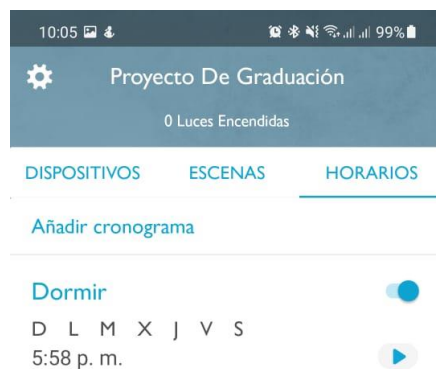 10:05 99%
Proyecto De Graduación
0 Luces Encendidas
DISPOSITIVOS ESCENAS HORARIOS
Añadir cronograma
Dormir
D L M X J V S
5:58 p. m.